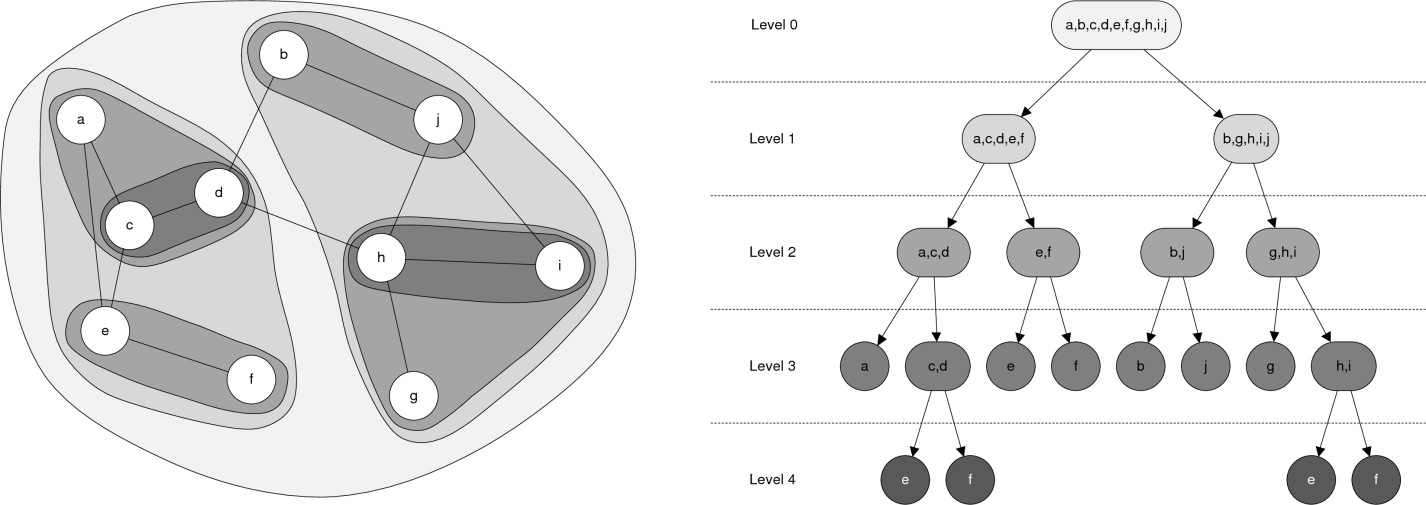 a
b
j
d
c
h
i
e
f
g
Level 0
a,b,c,d,e,f,g,h,i,j
Level 1
a,c,d,e,f
b,g,h,i,j
Level 2
a,c,d
e,f
b,j
g,h,i
Level 3
a
c,d
e
f
b
j
g
h,i
Level 4
e
f
e
f